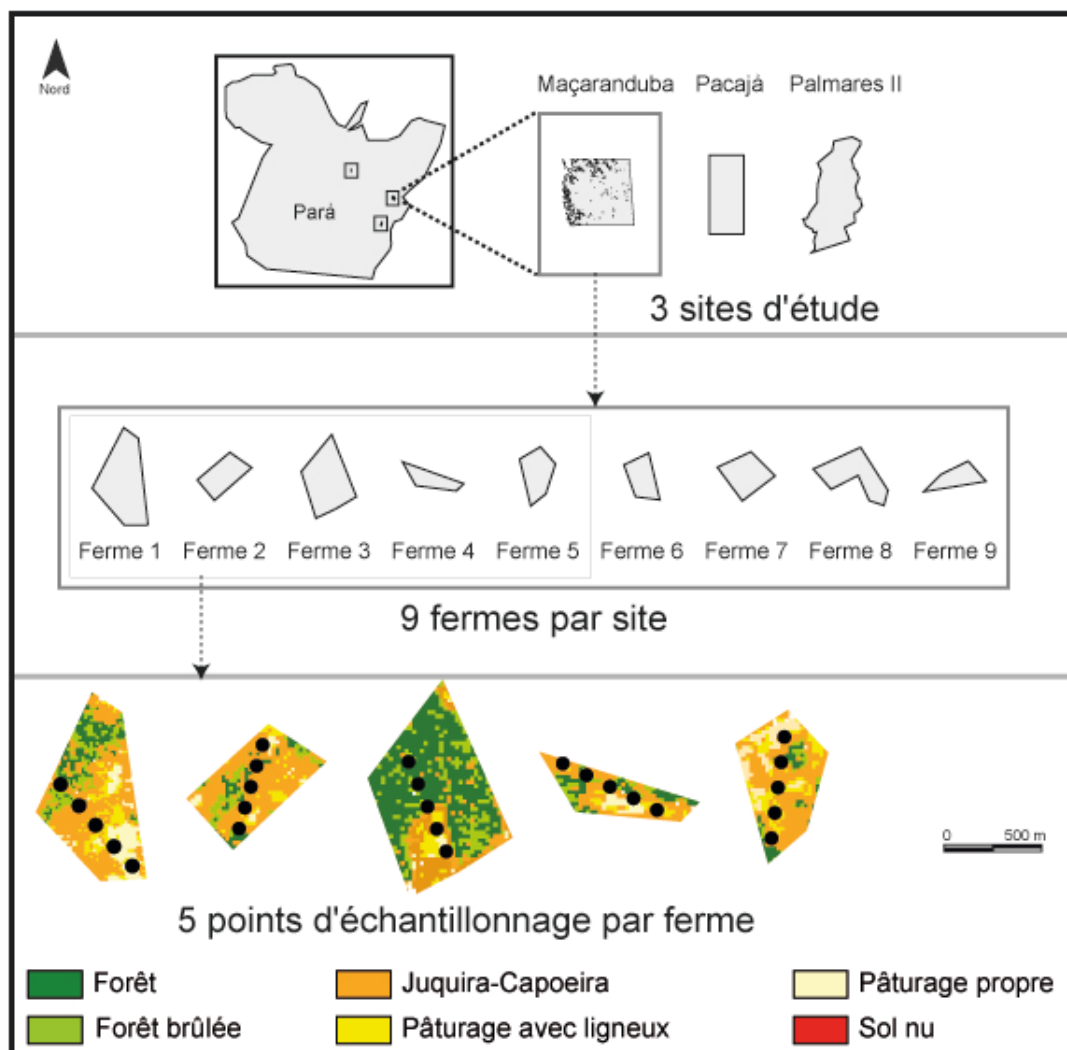 Nord
Maçaranduba Pacajá Palmares II
Pará
3 sites d'étude
Ferme 1 Ferme 2 Ferme 3 Ferme 4 Ferme 5 Ferme 6 Ferme 7 Ferme 8 Ferme 9
9 fermes par site
0 500 m
5 points d'échantillonnage par ferme
Forêt Juquira-Capoeira Pâturage propre
Forêt brûlée Pâturage avec ligneux Sol nu